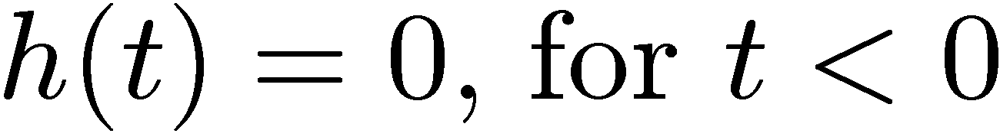 h(t) = 0, for t < 0